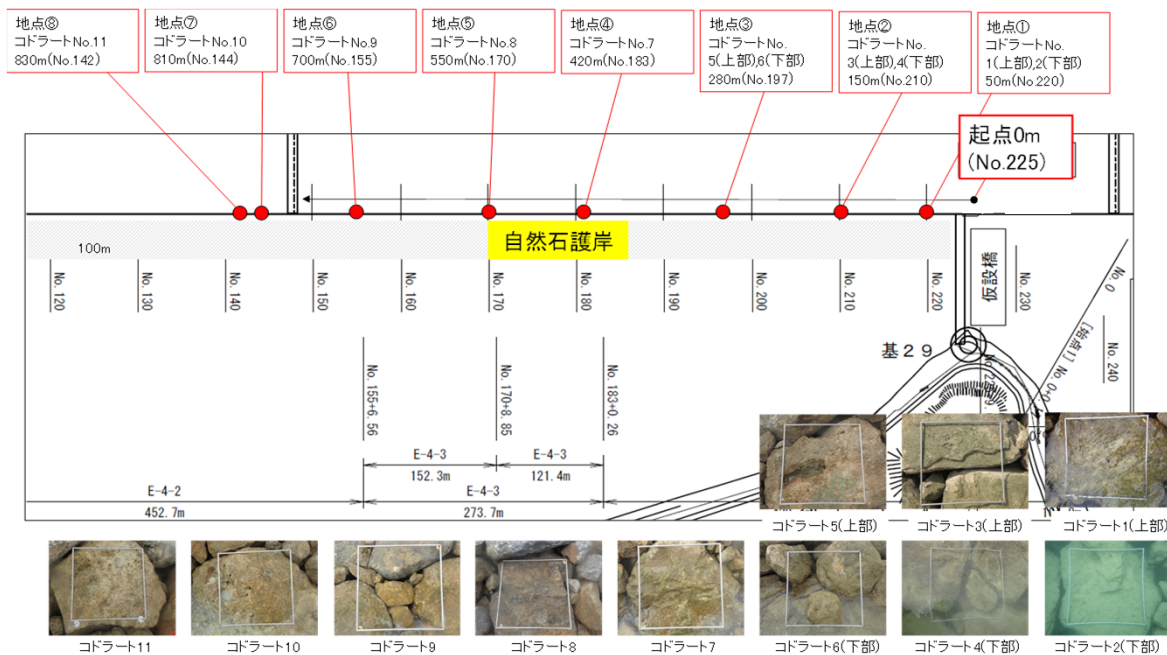 地点⑧
コドラートNo.11
830m(No.142)
地点⑦
コドラートNo.10
810m(No.144)
地点⑥
コドラートNo.9
700m(No.155)
地点⑤
コドラートNo.8
550m(No.170)
地点④
コドラートNo.7
420m(No.183)
地点③
コドラートNo.
5(上部),6(下部)
280m(No.197)
地点②
コドラートNo.
3(上部),4(下部)
150m(No.210)
地点①
コドラートNo.
1(上部),2(下部)
50m(No.220)
起点0m
(No.225)
自然石護岸
100m
No. 120
No. 130
No. 140
No. 150
No. 160
No. 170
No. 180
No. 190
No. 200
No. 210
No. 220
仮設橋
No. 230
No. 0
[始点I] No. 0+0.
No. 240
基29
No. 155+6.56
No. 170+8.85
No. 183+0.26
E-4-3
152.3m
E-4-3
121.4m
E-4-2
452.7m
E-4-3
273.7m
コドラート5(上部)
コドラート3(上部)
コドラート1(上部)
コドラート11
コドラート10
コドラート9
コドラート8
コドラート7
コドラート6(下部)
コドラート4(下部)
コドラート2(下部)